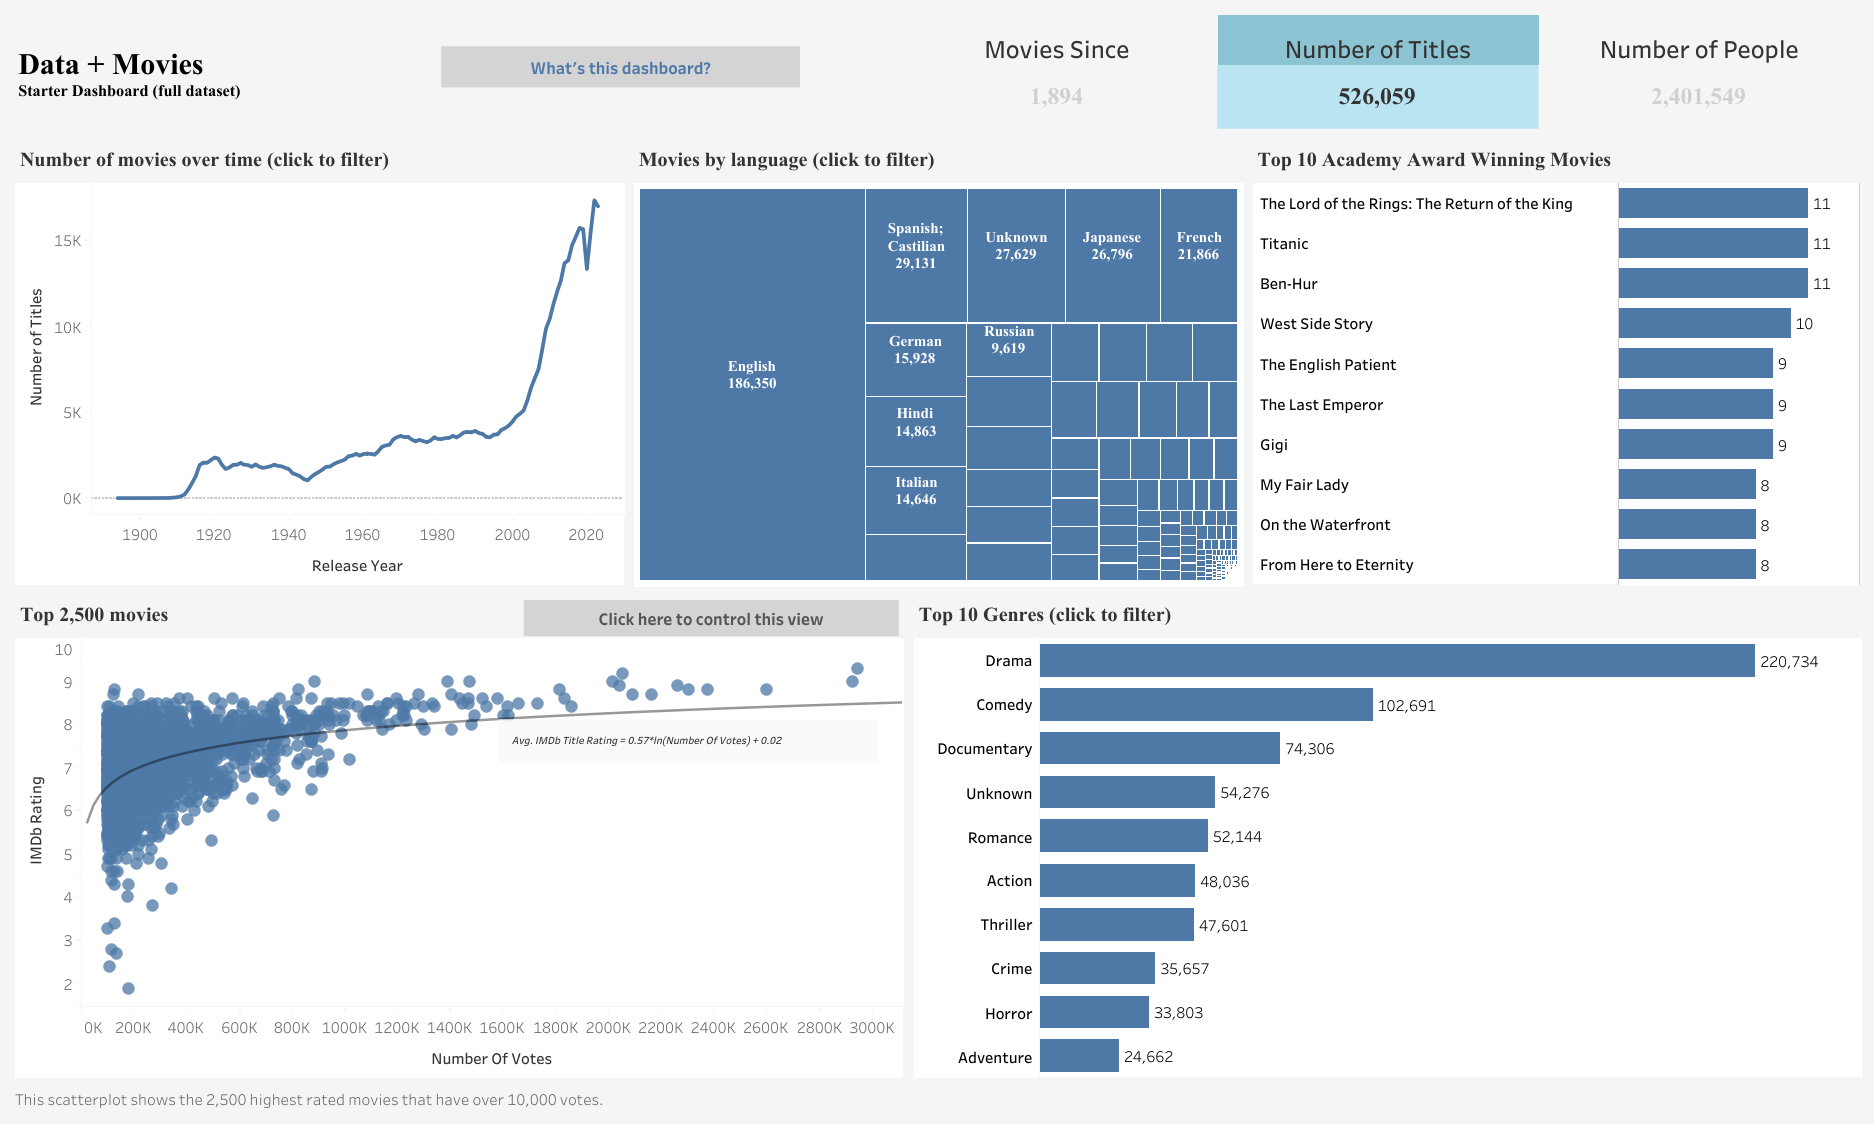 Data + Movies
Starter Dashboard (full dataset)
What's this dashboard?
Movies Since
1,894
Number of Titles
526,059
Number of People
2,401,549
Number of movies over time (click to filter)
Number of Titles
15K
10K
5K
0K
1900 1920 1940 1960 1980 2000 2020
Release Year
Movies by language (click to filter)
English
186,350
Spanish;
Castilian
29,131
Unknown
27,629
Japanese
26,796
French
21,866
German
15,928
Russian
9,619
Hindi
14,863
Italian
14,646
Top 10 Academy Award Winning Movies
The Lord of the Rings: The Return of the King 11
Titanic 11
Ben-Hur 11
West Side Story 10
The English Patient 9
The Last Emperor 9
Gigi 9
My Fair Lady 8
On the Waterfront 8
From Here to Eternity 8
Top 2,500 movies
Click here to control this view
IMDb Rating
10
9
8
7
6
5
4
3
2
Avg. IMDb Title Rating = 0.57*ln(Number Of Votes) + 0.02
0K 200K 400K 600K 800K 1000K 1200K 1400K 1600K 1800K 2000K 2200K 2400K 2600K 2800K 3000K
Number Of Votes
Top 10 Genres (click to filter)
Drama 220,734
Comedy 102,691
Documentary 74,306
Unknown 54,276
Romance 52,144
Action 48,036
Thriller 47,601
Crime 35,657
Horror 33,803
Adventure 24,662
This scatterplot shows the 2,500 highest rated movies that have over 10,000 votes.